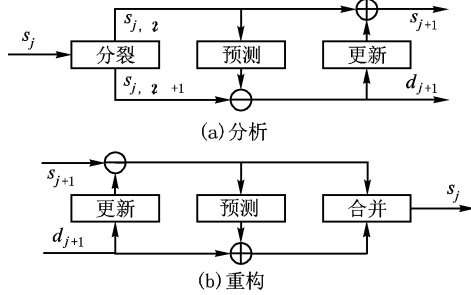 s_j
s_{j, 2}
s_{j+1}
分裂
预测
更新
s_{j, 2 +1}
d_{j+1}
(a)分析
s_{j+1}
更新
预测
合并
s_j
d_{j+1}
(b)重构